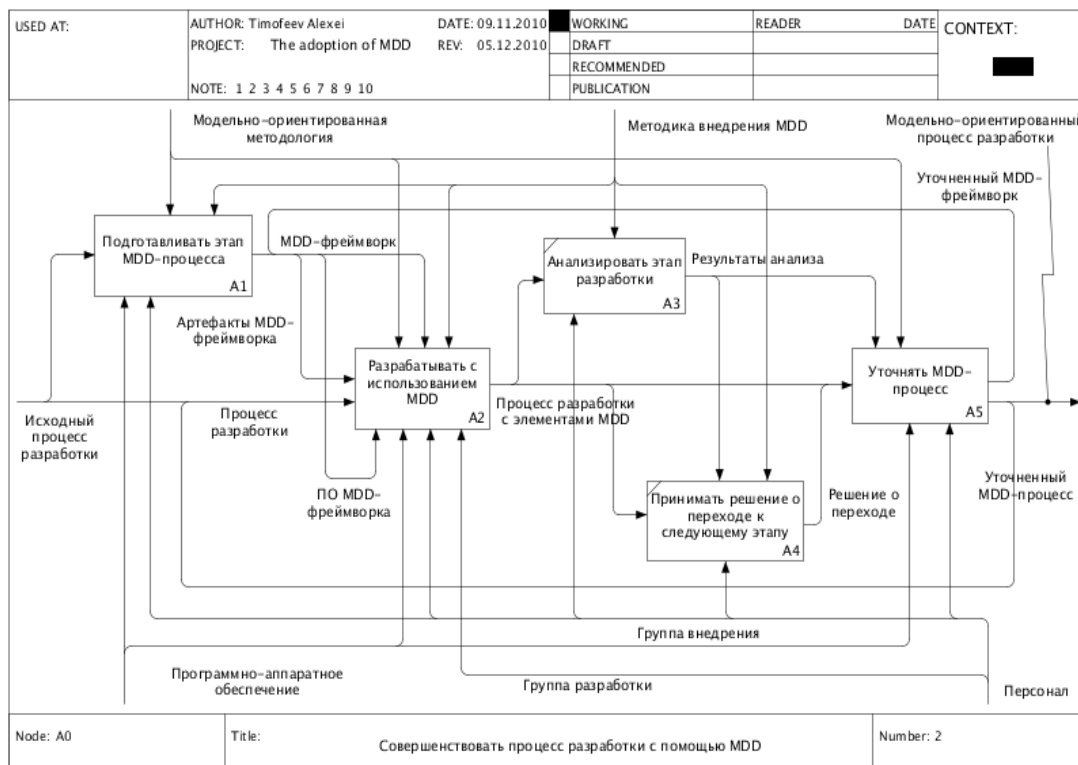 USED AT:
AUTHOR: Timofeev Alexei
DATE: 09.11.2010
PROJECT: The adoption of MDD
REV: 05.12.2010
NOTE: 1 2 3 4 5 6 7 8 9 10
WORKING
DRAFT
RECOMMENDED
PUBLICATION
READER
DATE
CONTEXT:
Модельно-ориентированная
методология
Методика внедрения MDD
Модельно-ориентированный
процесс разработки
Уточненный MDD-
фреймворк
Подготавливать этап
MDD-процесса
A1
MDD-фреймворк
Анализировать этап
разработки
A3
Результаты анализа
Артефакты MDD-
фреймворка
Разрабатывать с
использованием
MDD
A2
Уточнять MDD-
процесс
A5
Исходный
процесс
разработки
Процесс
разработки
Процесс разработки
с элементами MDD
ПО MDD-
фреймворка
Принимать решение о
переходе к
следующему этапу
A4
Решение о
переходе
Уточненный
MDD-процесс
Группа внедрения
Программно-аппаратное
обеспечение
Группа разработки
Персонал
Node: A0
Title:
Совершенствовать процесс разработки с помощью MDD
Number: 2